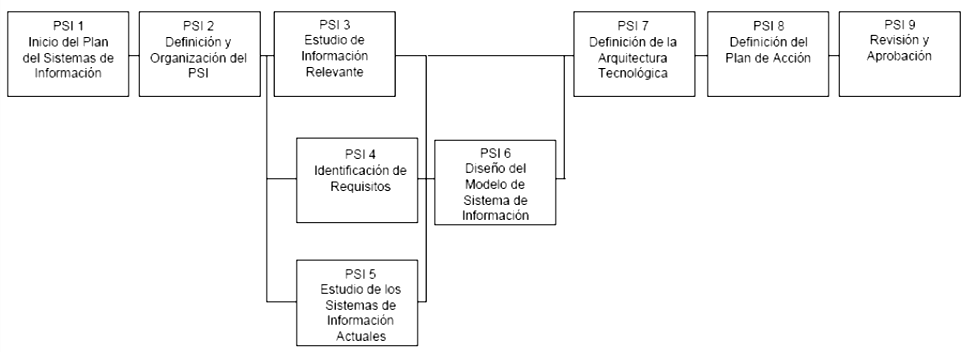 PSI 1
Inicio del Plan
del Sistemas de
Información
PSI 2
Definición y
Organización del
PSI
PSI 3
Estudio de
Información
Relevante
PSI 4
Identificación de
Requisitos
PSI 5
Estudio de los
Sistemas de
Información
Actuales
PSI 6
Diseño del
Modelo de
Sistema de
Información
PSI 7
Definición de la
Arquitectura
Tecnológica
PSI 8
Definición del
Plan de Acción
PSI 9
Revisión y
Aprobación